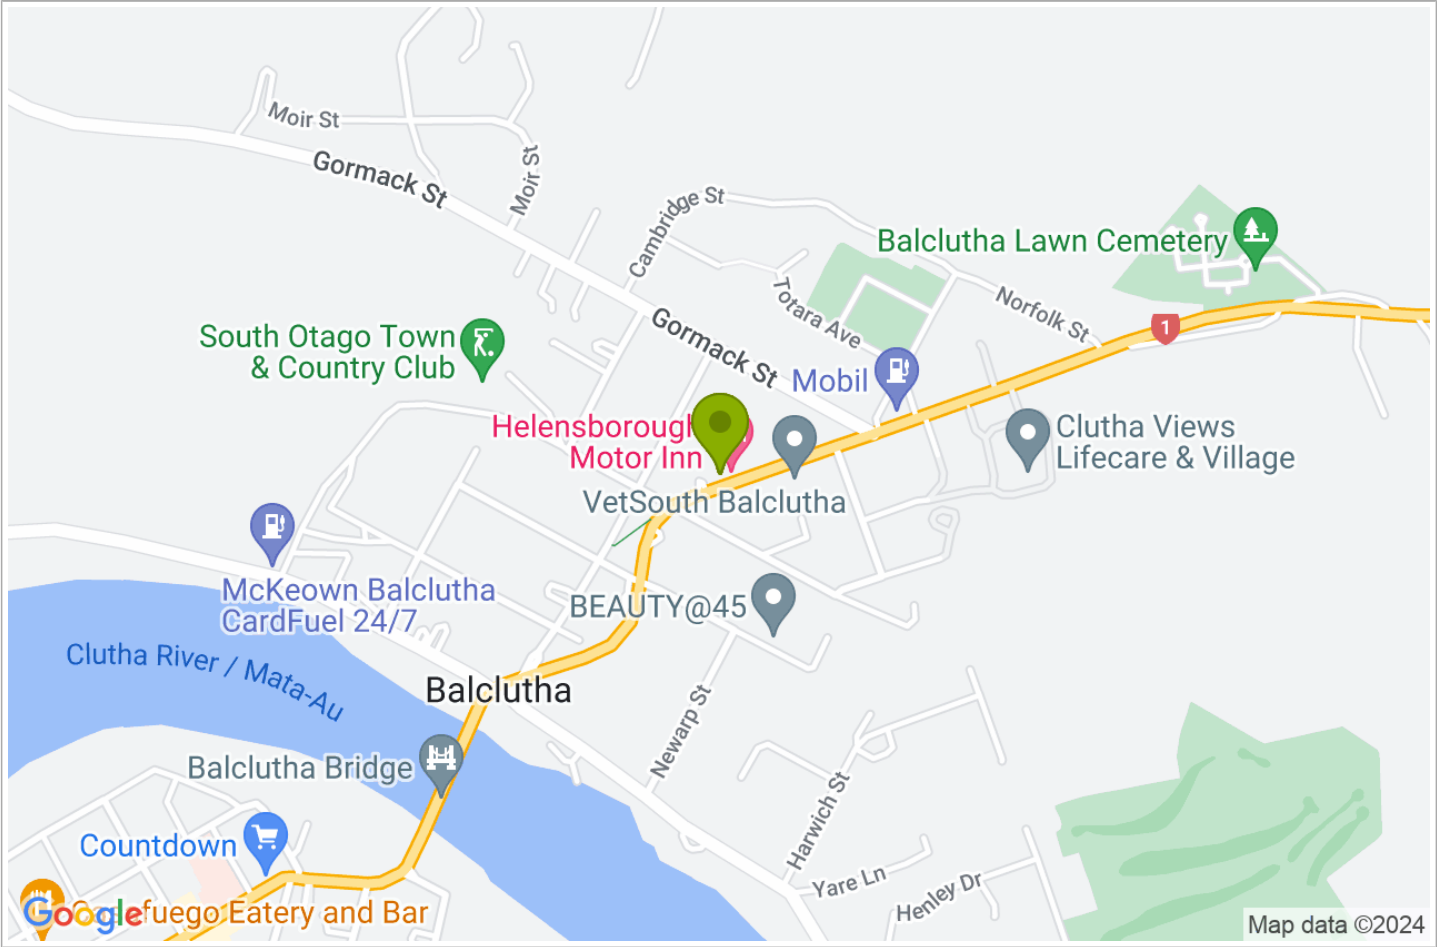 Moir St
Gormack St
Moir St
Cambridge St
Balclutha Lawn Cemetery
Totara Ave
Norfolk St
1
South Otago Town
& Country Club
Gormack St
Mobil
Helensborough
Motor Inn
Clutha Views
Lifecare & Village
VetSouth Balclutha
McKeown Balclutha
CardFuel 24/7
BEAUTY@45
Clutha River / Mata-Au
Balclutha
Newarp St
Balclutha Bridge
Harwich St
Countdown
Yare Ln
Henley Dr
Google
Eatery and Bar
Map data ©2024